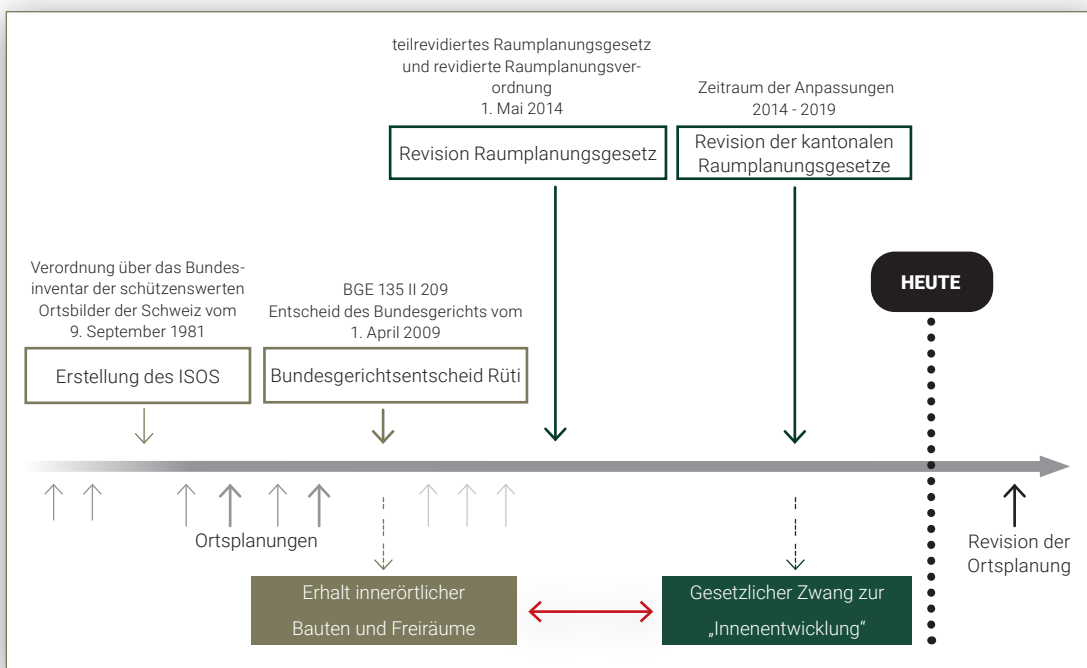 teilrevidiertes Raumplanungsgesetz
und revidierte Raumplanungsver-
ordnung
1. Mai 2014
Revision Raumplanungsgesetz
Zeitraum der Anpassungen
2014 - 2019
Revision der kantonalen
Raumplanungsgesetze
Verordnung über das Bundes-
inventar der schützenswerten
Ortsbilder der Schweiz vom
9. September 1981
Erstellung des ISOS
BGE 135 II 209
Entscheid des Bundesgerichts vom
1. April 2009
Bundesgerichtsentscheid Rüti
HEUTE
Ortsplanungen
Revision der
Ortsplanung
Erhalt innerörtlicher
Bauten und Freiräume
Gesetzlicher Zwang zur
„Innenentwicklung“